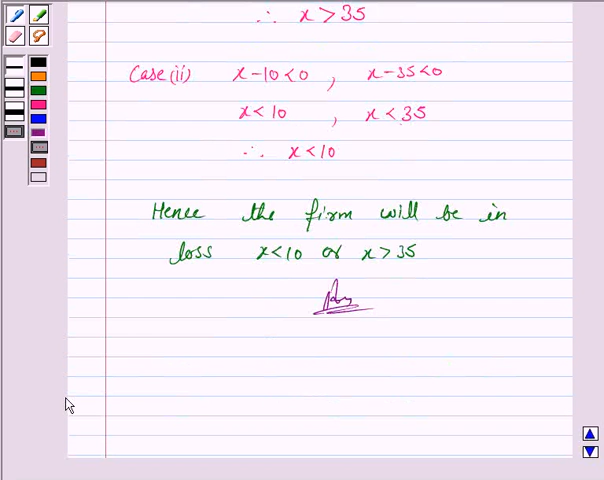 ∴ x > 35
Case (ii) x-10<0 , x-35<0
x<10 , x<35
∴ x<10
Hence the firm will be in
loss x<10 or x>35